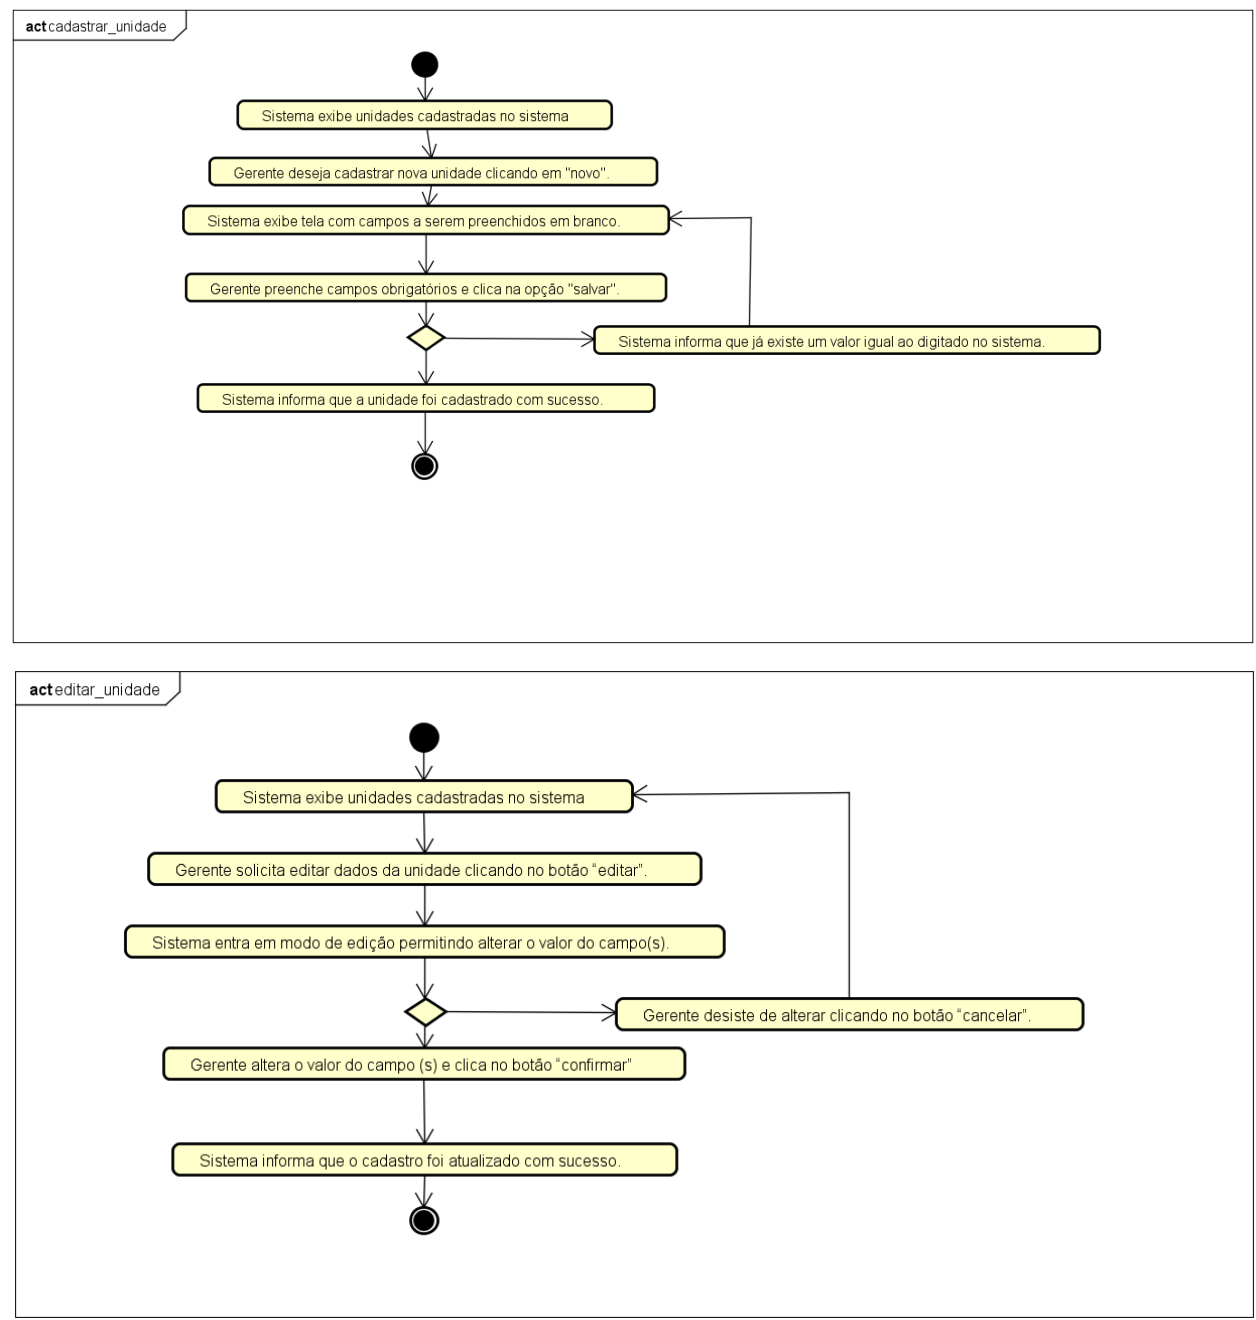 act cadastrar_unidade
Sistema exibe unidades cadastradas no sistema
Gerente deseja cadastrar nova unidade clicando em "novo".
Sistema exibe tela com campos a serem preenchidos em branco.
Gerente preenche campos obrigatórios e clica na opção "salvar".
Sistema informa que já existe um valor igual ao digitado no sistema.
Sistema informa que a unidade foi cadastrado com sucesso.
act editar_unidade
Sistema exibe unidades cadastradas no sistema
Gerente solicita editar dados da unidade clicando no botão “editar”.
Sistema entra em modo de edição permitindo alterar o valor do campo(s).
Gerente desiste de alterar clicando no botão “cancelar”.
Gerente altera o valor do campo (s) e clica no botão “confirmar”
Sistema informa que o cadastro foi atualizado com sucesso.